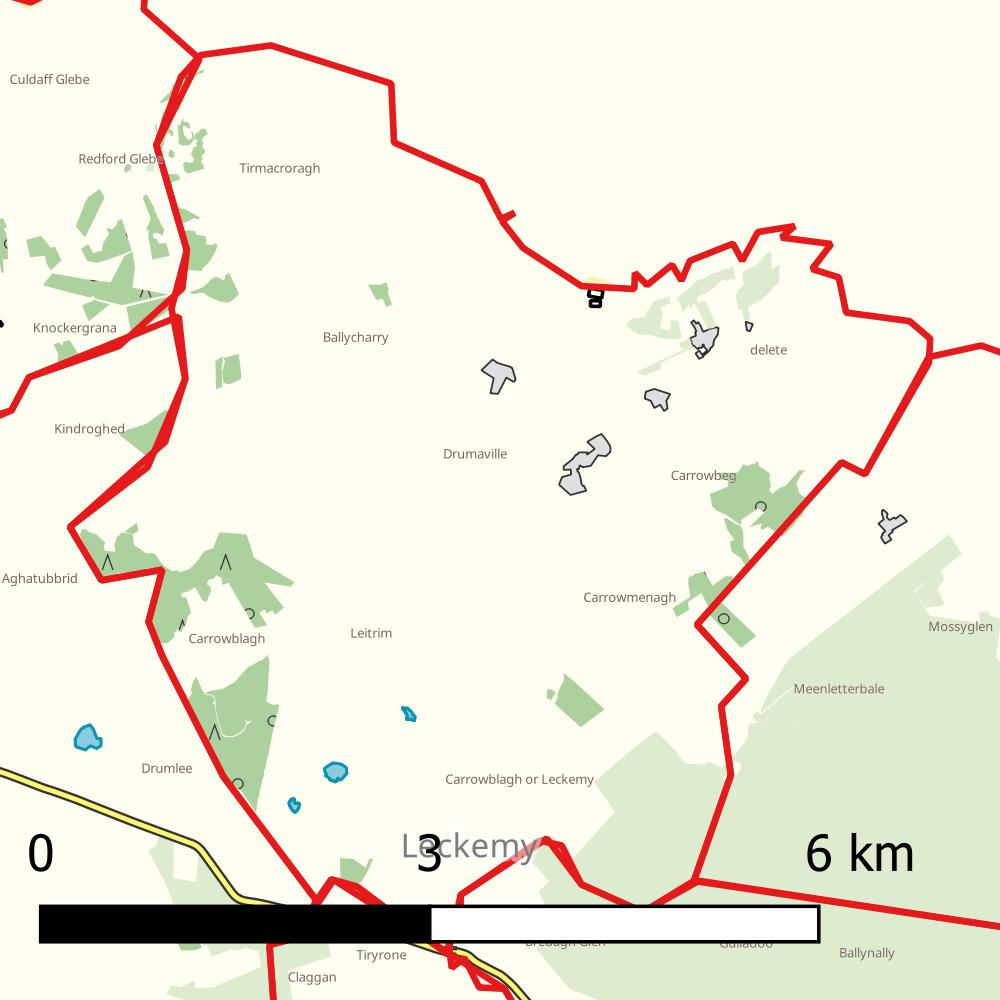 Culdaff Glebe
Redford Glebe
Tirmacroragh
Knockergrana
Ballycharry
delete
Kindroghed
Drumaville
Carrowbeg
Aghatubbrid
Carrowmenagh
Carrowblagh
Leitrim
Mossyglen
Meenletterbale
Drumlee
Carrowblagh or Leckemy
Leckemy
0 3 6 km
Bredagh Glen
Gulladoo
Tiryrone
Ballynally
Claggan